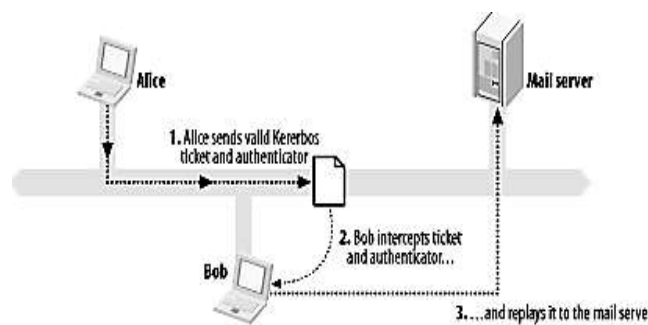 Alice
Mail server
1. Alice sends valid Kererbos
ticket and authenticator
2. Bob intercepts ticket
and authenticator...
Bob
3. ...and replays it to the mail serve